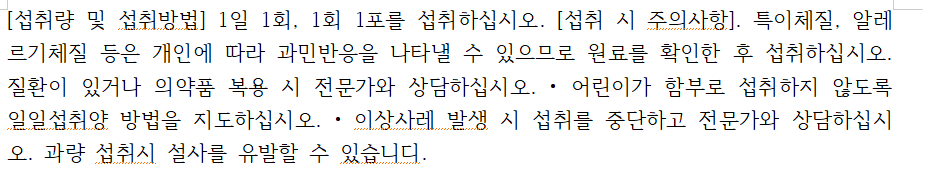 [섭취량 및 섭취방법] 1일 1회, 1회 1포를 섭취하십시오. [섭취 시 주의사항]. 특이체질, 알레
르기체질 등은 개인에 따라 과민반응을 나타낼 수 있으므로 원료를 확인한 후 섭취하십시오.
질환이 있거나 의약품 복용 시 전문가와 상담하십시오. • 어린이가 함부로 섭취하지 않도록
일일섭취양 방법을 지도하십시오. • 이상사레 발생 시 섭취를 중단하고 전문가와 상담하십시
오. 과량 섭취시 설사를 유발할 수 있습니디.